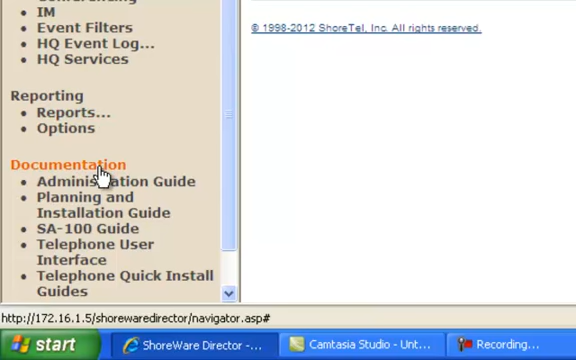 IM
Event Filters
HQ Event Log...
HQ Services
Reporting
Reports...
Options
Documentation
Administration Guide
Planning and
Installation Guide
SA-100 Guide
Telephone User
Interface
Telephone Quick Install
Guides
© 1998-2012 ShoreTel, Inc. All rights reserved.
http://172.16.1.5/shorewaredirector/navigator.asp#
start
ShoreWare Director -...
Camtasia Studio - Unt...
Recording...